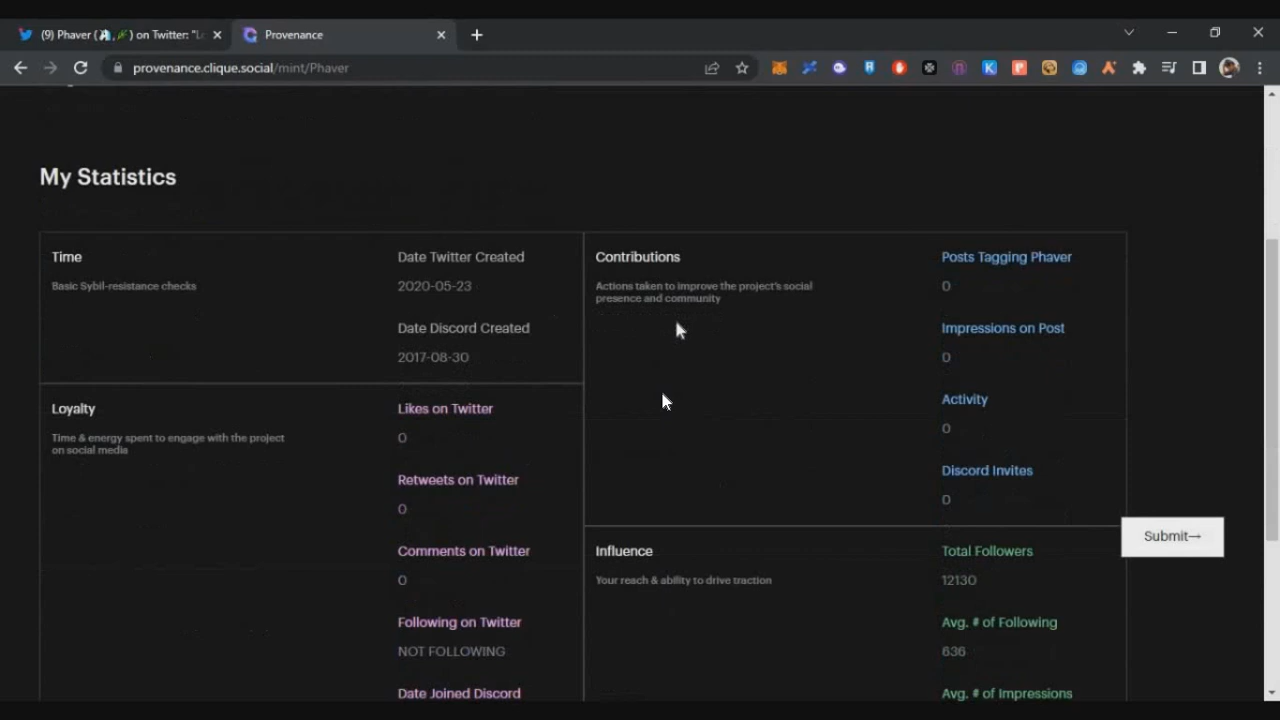 (9) Phaver ( , ) on Twitter: "L
Provenance
provenance.clique.social/mint/Phaver
My Statistics
Time
Basic Sybil-resistance checks
Date Twitter Created
2020-05-23
Date Discord Created
2017-08-30
Loyalty
Time & energy spent to engage with the project
on social media
Likes on Twitter
0
Retweets on Twitter
0
Comments on Twitter
0
Following on Twitter
NOT FOLLOWING
Date Joined Discord
Contributions
Actions taken to improve the project's social
presence and community
Posts Tagging Phaver
0
Impressions on Post
0
Activity
0
Discord Invites
0
Influence
Your reach & ability to drive traction
Total Followers
12130
Avg. # of Following
636
Avg. # of Impressions
Submit→